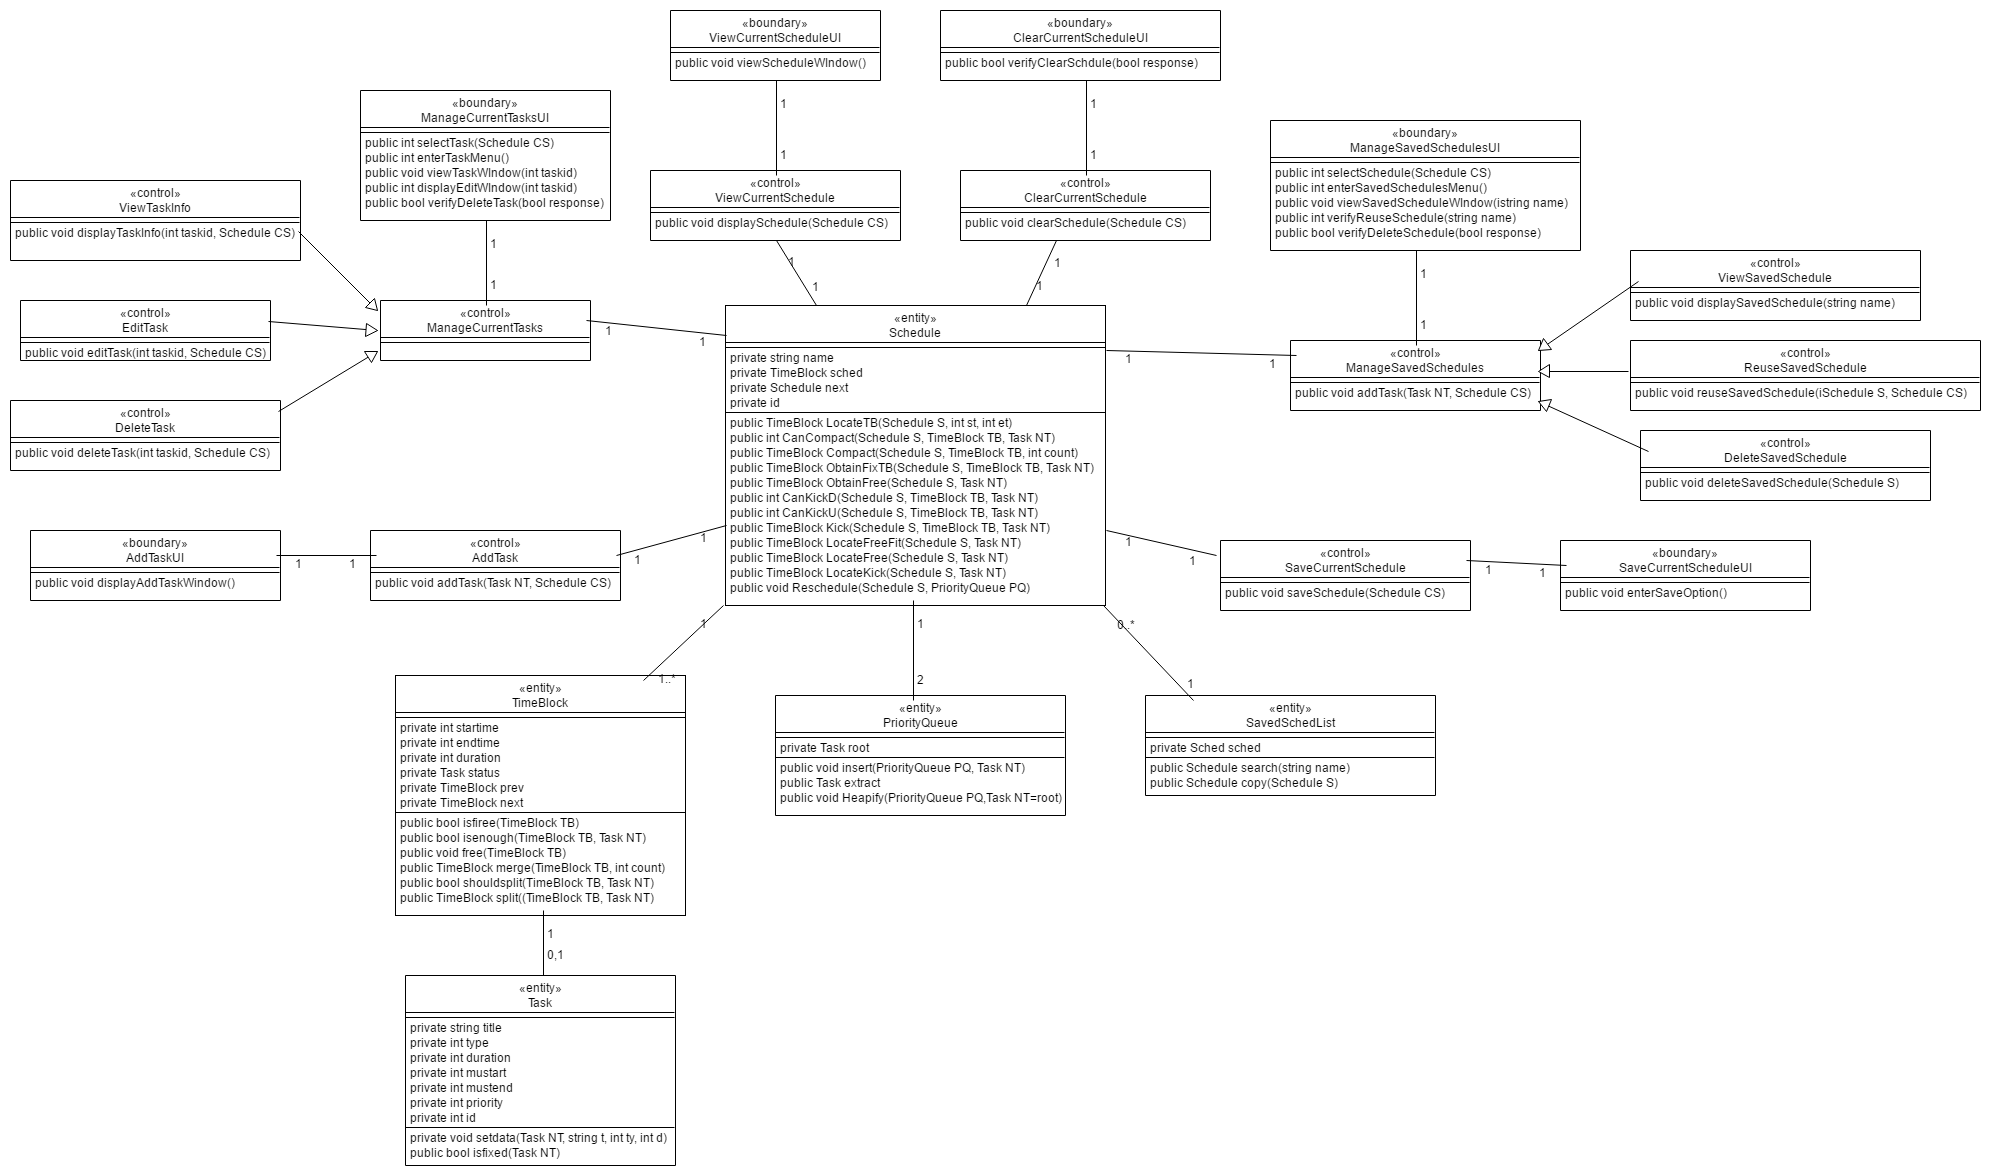 «boundary»
ViewCurrentScheduleUI
public void viewScheduleWIndow()
«boundary»
ClearCurrentScheduleUI
public bool verifyClearSchdule(bool response)
1
1
1
1
«boundary»
ManageCurrentTasksUI
public int selectTask(Schedule CS)
public int enterTaskMenu()
public void viewTaskWIndow(int taskid)
public int displayEditWIndow(int taskid)
public bool verifyDeleteTask(bool response)
1
1
«boundary»
ManageSavedSchedulesUI
public int selectSchedule(Schedule CS)
public int enterSavedSchedulesMenu()
public void viewSavedScheduleWIndow(istring name)
public int verifyReuseSchedule(string name)
public bool verifyDeleteSchedule(bool response)
1
1
«control»
ViewTaskInfo
public void displayTaskInfo(int taskid, Schedule CS)
«control»
ViewCurrentSchedule
public void displaySchedule(Schedule CS)
1
1
«control»
ClearCurrentSchedule
public void clearSchedule(Schedule CS)
1
1
«control»
ViewSavedSchedule
public void displaySavedSchedule(string name)
«control»
EditTask
public void editTask(int taskid, Schedule CS)
«control»
ManageCurrentTasks
1
1
«entity»
Schedule
private string name
private TimeBlock sched
private Schedule next
private id
public TimeBlock LocateTB(Schedule S, int st, int et)
public int CanCompact(Schedule S, TimeBlock TB, Task NT)
public TimeBlock Compact(Schedule S, TimeBlock TB, int count)
public TimeBlock ObtainFixTB(Schedule S, TimeBlock TB, Task NT)
public TimeBlock ObtainFree(Schedule S, Task NT)
public int CanKickD(Schedule S, TimeBlock TB, Task NT)
public int CanKickU(Schedule S, TimeBlock TB, Task NT)
public TimeBlock Kick(Schedule S, TimeBlock TB, Task NT)
public TimeBlock LocateFreeFit(Schedule S, Task NT)
public TimeBlock LocateFree(Schedule S, Task NT)
public TimeBlock LocateKick(Schedule S, Task NT)
public void Reschedule(Schedule S, PriorityQueue PQ)
1
1
«control»
ManageSavedSchedules
public void addTask(Task NT, Schedule CS)
«control»
ReuseSavedSchedule
public void reuseSavedSchedule(iSchedule S, Schedule CS)
«control»
DeleteTask
public void deleteTask(int taskid, Schedule CS)
«control»
DeleteSavedSchedule
public void deleteSavedSchedule(Schedule S)
«boundary»
AddTaskUI
public void displayAddTaskWindow()
1
1
«control»
AddTask
public void addTask(Task NT, Schedule CS)
1
1
1
1
«control»
SaveCurrentSchedule
public void saveSchedule(Schedule CS)
1
1
«boundary»
SaveCurrentScheduleUI
public void enterSaveOption()
1
1..*
1
2
0..*
1
«entity»
TimeBlock
private int startime
private int endtime
private int duration
private Task status
private TimeBlock prev
private TimeBlock next
public bool isfiree(TimeBlock TB)
public bool isenough(TimeBlock TB, Task NT)
public void free(TimeBlock TB)
public TimeBlock merge(TimeBlock TB, int count)
public bool shouldsplit(TimeBlock TB, Task NT)
public TimeBlock split((TimeBlock TB, Task NT)
«entity»
PriorityQueue
private Task root
public void insert(PriorityQueue PQ, Task NT)
public Task extract
public void Heapify(PriorityQueue PQ,Task NT=root)
«entity»
SavedSchedList
private Sched sched
public Schedule search(string name)
public Schedule copy(Schedule S)
1
0,1
«entity»
Task
private string title
private int type
private int duration
private int mustart
private int mustend
private int priority
private int id
private void setdata(Task NT, string t, int ty, int d)
public bool isfixed(Task NT)